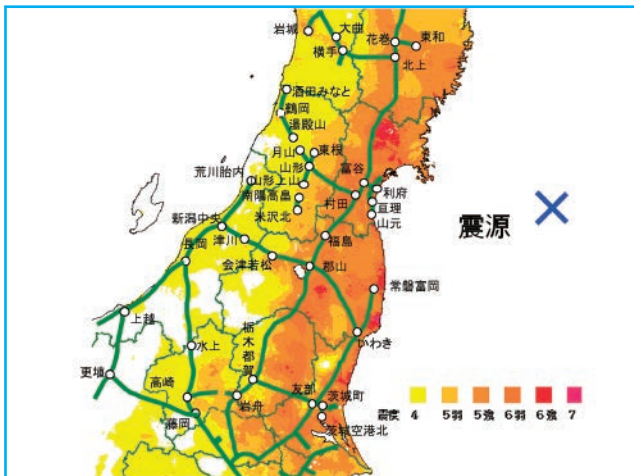 岩城
大曲
花巻
東和
横手
北上
酒田みなと
鶴岡
湯殿山
月山
東根
荒川胎内
山形
富谷
山形上山
利府
南陽高畠
村田
亘理
米沢北
山元
震源
新潟中央
津川
福島
長岡
会津若松
郡山
常磐富岡
上越
水上
栃木都賀
いわき
更埴
高崎
岩舟
友部
茨城町
藤岡
茨城空港北
震度 4 5弱 5強 6弱 6強 7